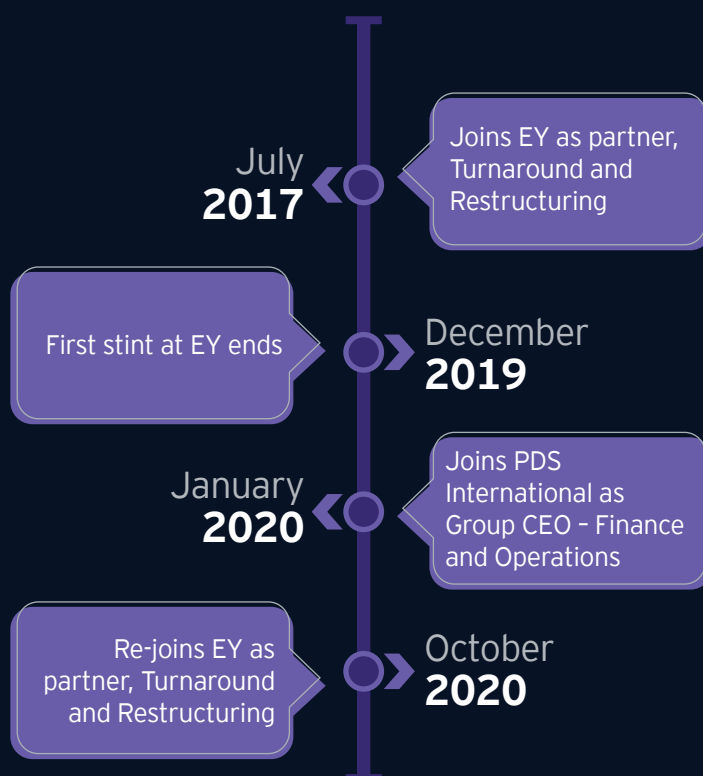 July
2017
Joins EY as partner,
Turnaround and
Restructuring
First stint at EY ends
December
2019
January
2020
Joins PDS
International as
Group CEO – Finance
and Operations
Re-joins EY as
partner, Turnaround
and Restructuring
October
2020